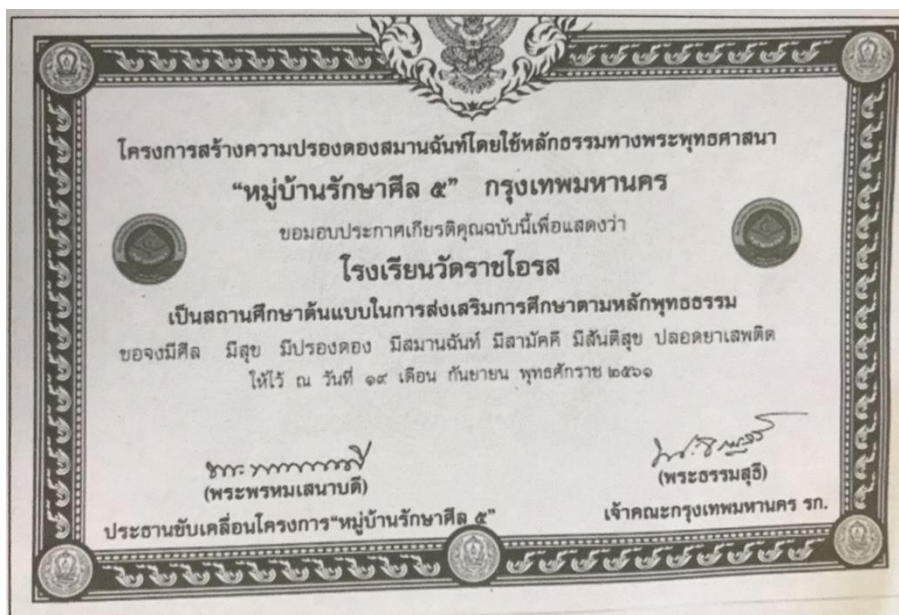 โครงการสร้างความปรองดองสมานฉันท์โดยใช้หลักธรรมทางพระพุทธศาสนา
“หมู่บ้านรักษาศีล ๕” กรุงเทพมหานคร
ขอมอบประกาศเกียรติคุณฉบับนี้เพื่อแสดงว่า
โรงเรียนวัดราชโอรส
เป็นสถานศึกษาต้นแบบในการส่งเสริมการศึกษาตามหลักพุทธธรรม
ขอจงมีศีล มีสุข มีปรองดอง มีสมานฉันท์ มีสามัคคี มีสันติสุข ปลอดยาเสพติด
ให้ไว้ ณ วันที่ ๑๙ เดือน กันยายน พุทธศักราช ๒๕๖๑
(พระพรหมเสนาบดี)
ประธานขับเคลื่อนโครงการ“หมู่บ้านรักษาศีล ๕”
(พระธรรมสุธี)
เจ้าคณะกรุงเทพมหานคร รก.